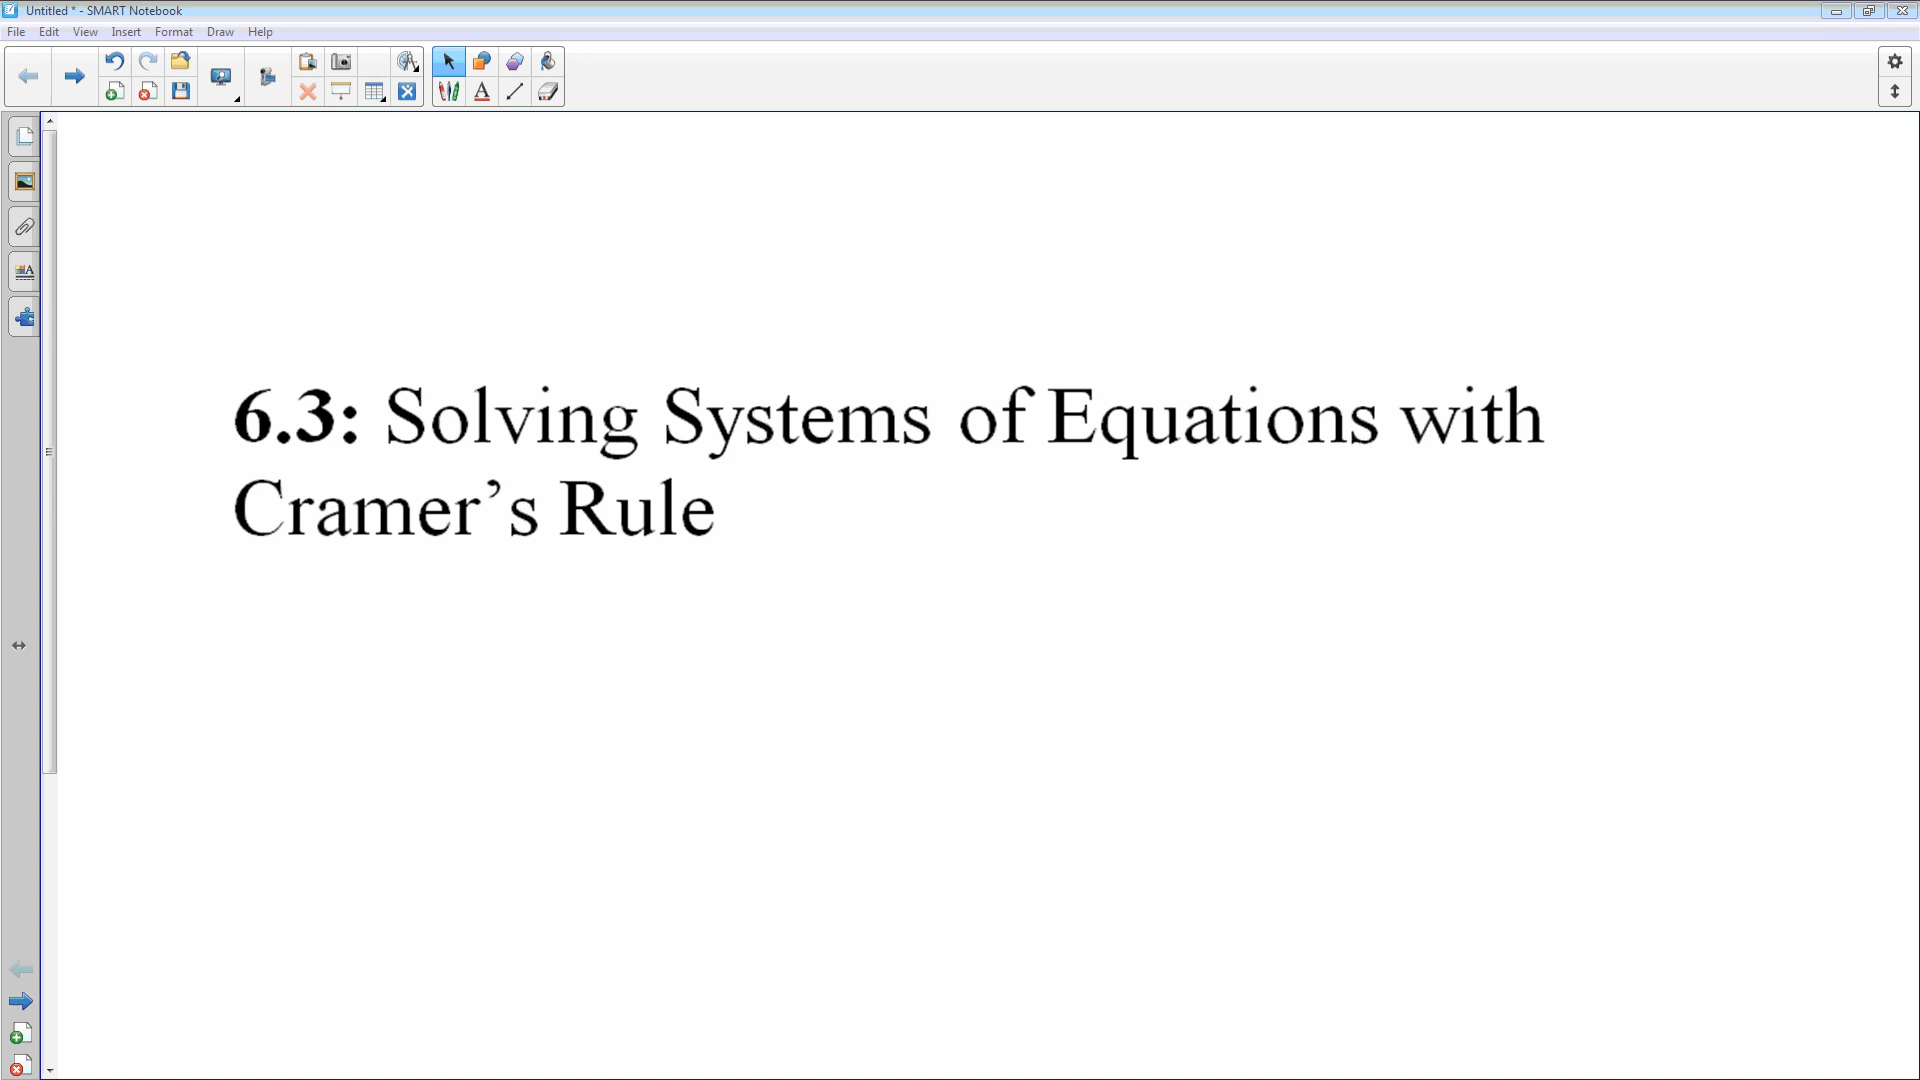 Untitled * - SMART Notebook
File Edit View Insert Format Draw Help
6.3: Solving Systems of Equations with
Cramer’s Rule